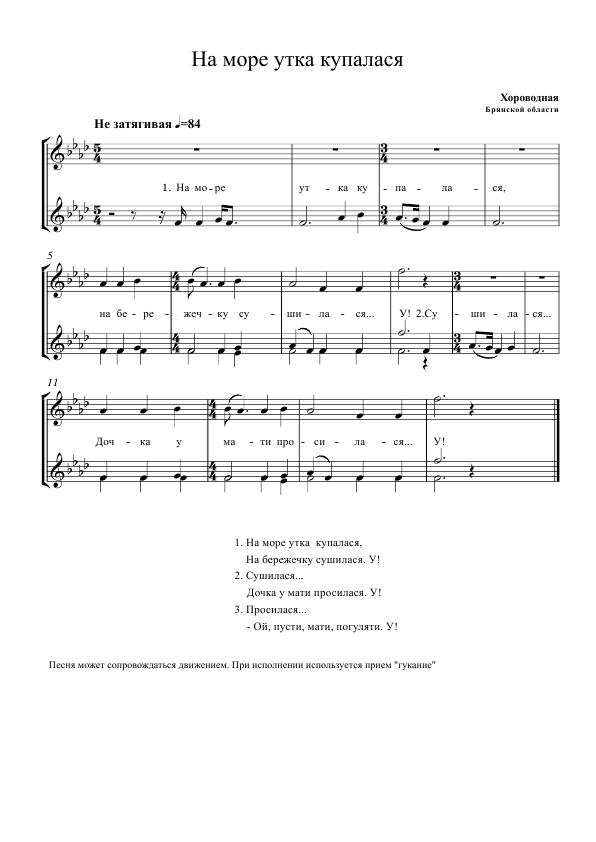 На море утка купалася
Хороводная
Брянской области
Не затягивая ♩=84
1. На мо-ре ут-ка ку-па-ла-ся,
5
на бе-ре-жеч-ку су-ши-ла-ся... У! 2.Су-ши-ла-ся...
11
Доч-ка у ма-ти про-си-ла-ся... У!
1. На море утка купалася,
На бережечку сушилася. У!
2. Сушилася...
Дочка у мати просилася. У!
3. Просилася...
- Ой, пусти, мати, погуляти. У!
Песня может сопровождаться движением. При исполнении используется прием "гукание"